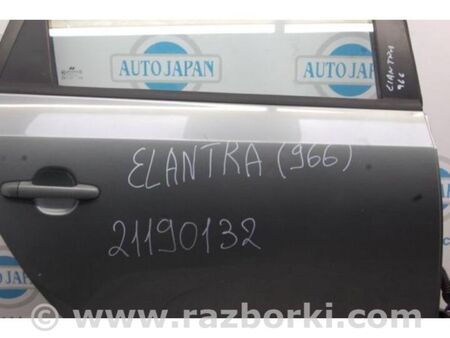 AUTO JAPAN
ELANTRA
966
ELANTRA (966)
21190132
AUTO JAPAN
www.razborki.com